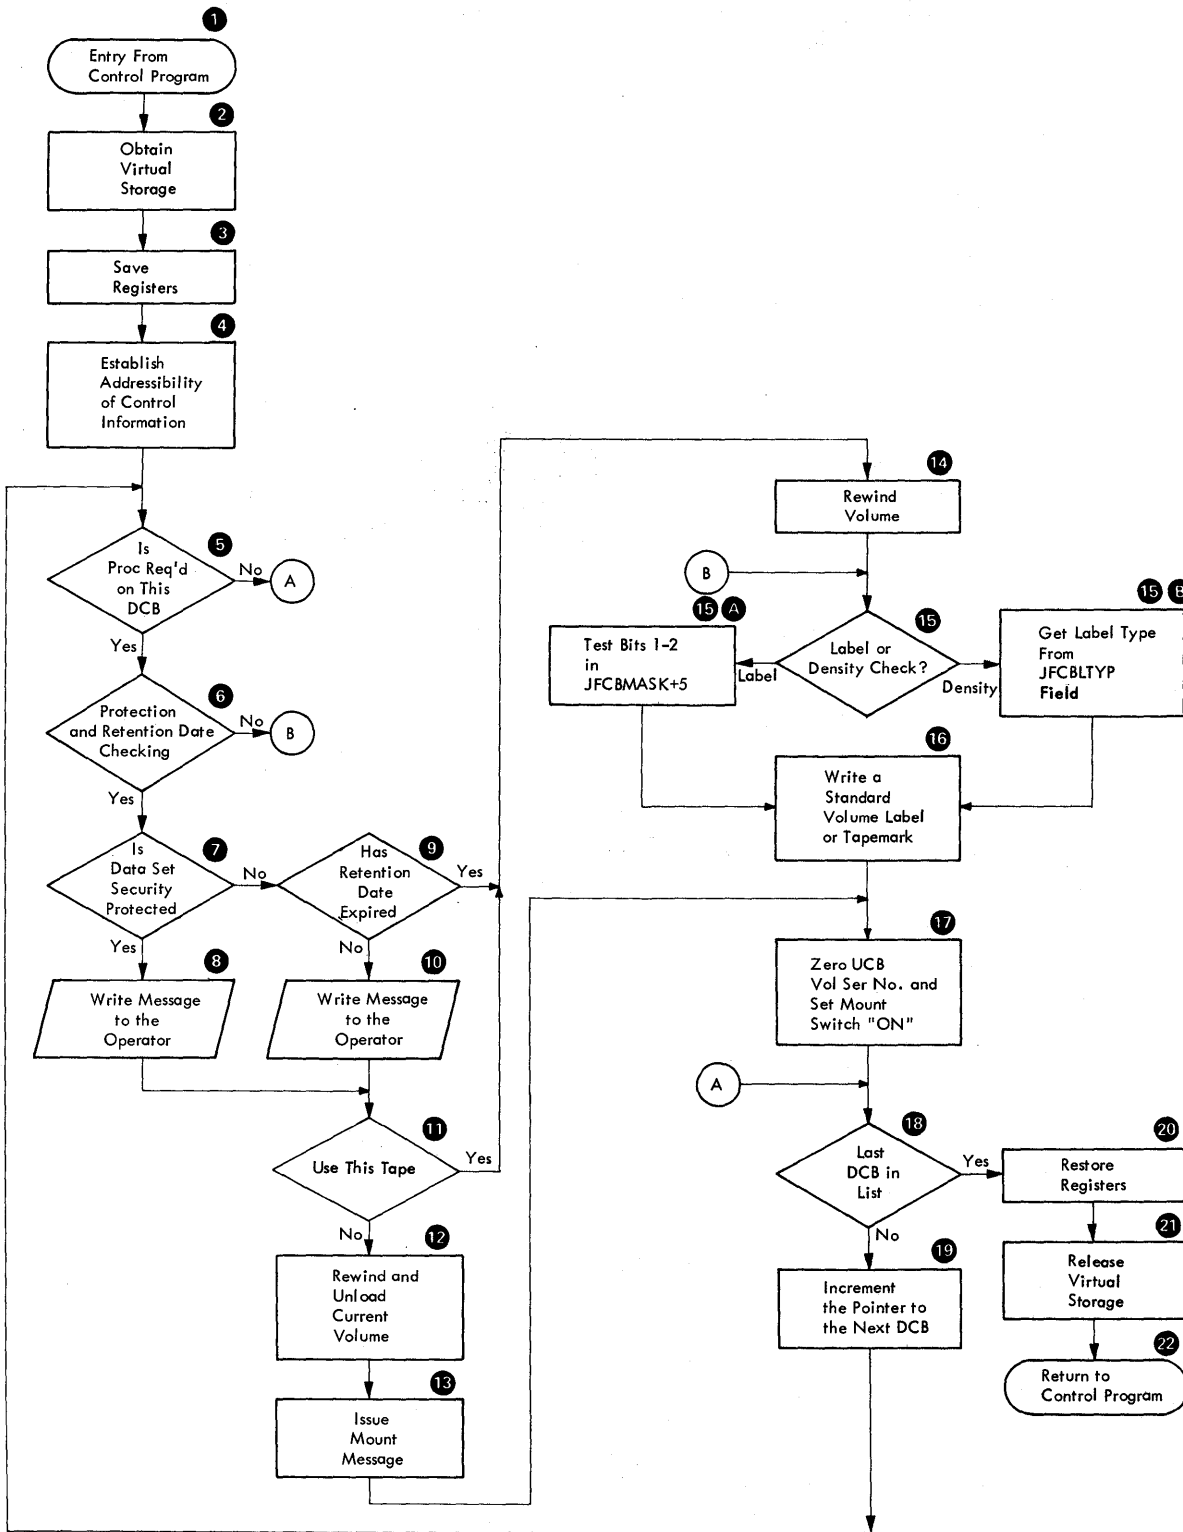 1
Entry From
Control Program
2
Obtain
Virtual
Storage
3
Save
Registers
4
Establish
Addressibility
of Control
Information
5
Is
Proc Req'd
on This
DCB
No
A
Yes
6
Protection
and Retention Date
Checking
No
B
Yes
7
Is
Data Set
Security
Protected
No
Yes
8
Write Message
to the
Operator
9
Has
Retention
Date
Expired
Yes
No
10
Write Message
to the
Operator
11
Use This Tape
Yes
No
12
Rewind and
Unload
Current
Volume
13
Issue
Mount
Message
14
Rewind
Volume
B
15
Label or
Density Check?
Label
Density
15 A
Test Bits 1-2
in
JFCBMASK+5
15 B
Get Label Type
From
JFCBLTYP
Field
16
Write a
Standard
Volume Label
or Tapemark
17
Zero UCB
Vol Ser No. and
Set Mount
Switch "ON"
A
18
Last
DCB in
List
Yes
No
19
Increment
the Pointer to
the Next DCB
20
Restore
Registers
21
Release
Virtual
Storage
22
Return to
Control Program